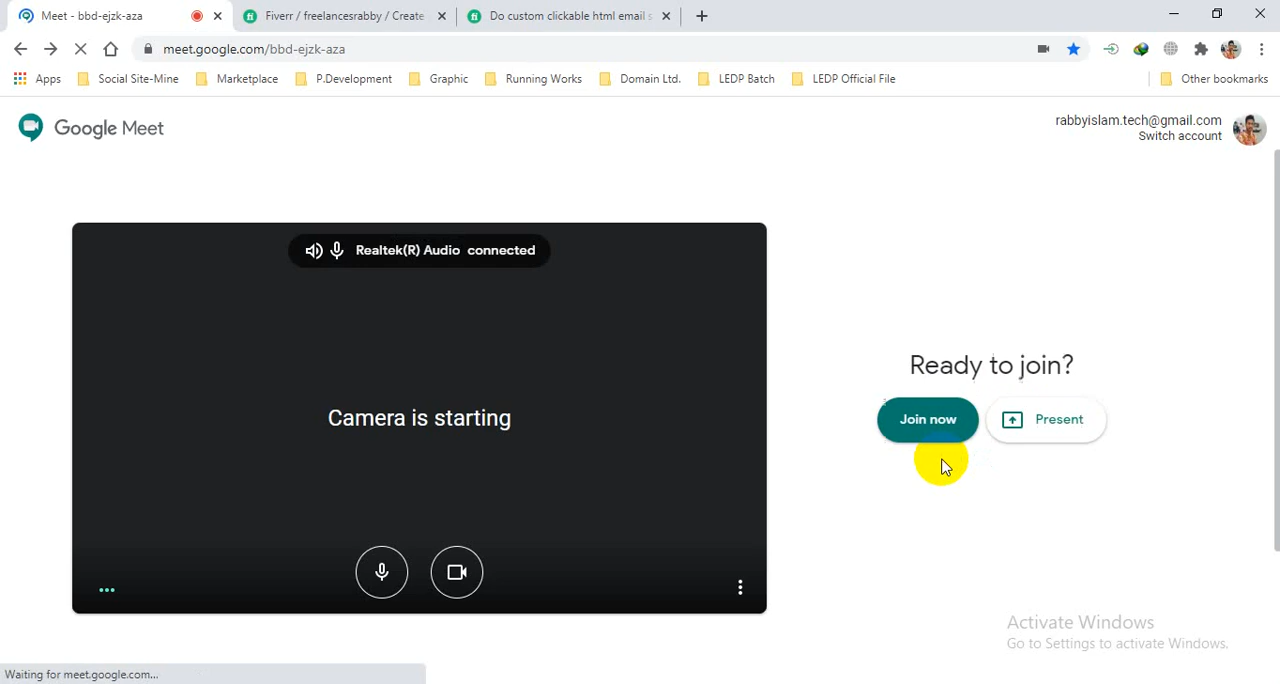 Meet - bbd-ejzk-aza
Fiverr / freelancesrabby / Create
Do custom clickable html email s
meet.google.com/bbd-ejzk-aza
Apps
Social Site-Mine
Marketplace
P.Development
Graphic
Running Works
Domain Ltd.
LEDP Batch
LEDP Official File
Other bookmarks
Google Meet
rabbyislam.tech@gmail.com
Switch account
Realtek(R) Audio connected
Camera is starting
Ready to join?
Join now
Present
Activate Windows
Go to Settings to activate Windows.
Waiting for meet.google.com...